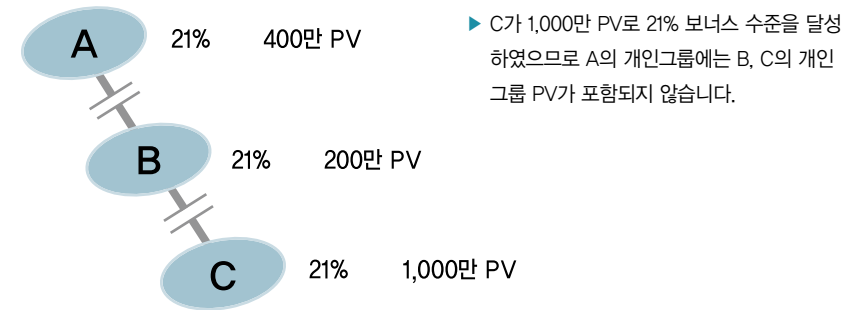 A 21% 400만 PV
▶ C가 1,000만 PV로 21% 보너스 수준을 달성
하였으므로 A의 개인그룹에는 B, C의 개인
그룹 PV가 포함되지 않습니다.
B 21% 200만 PV
C 21% 1,000만 PV